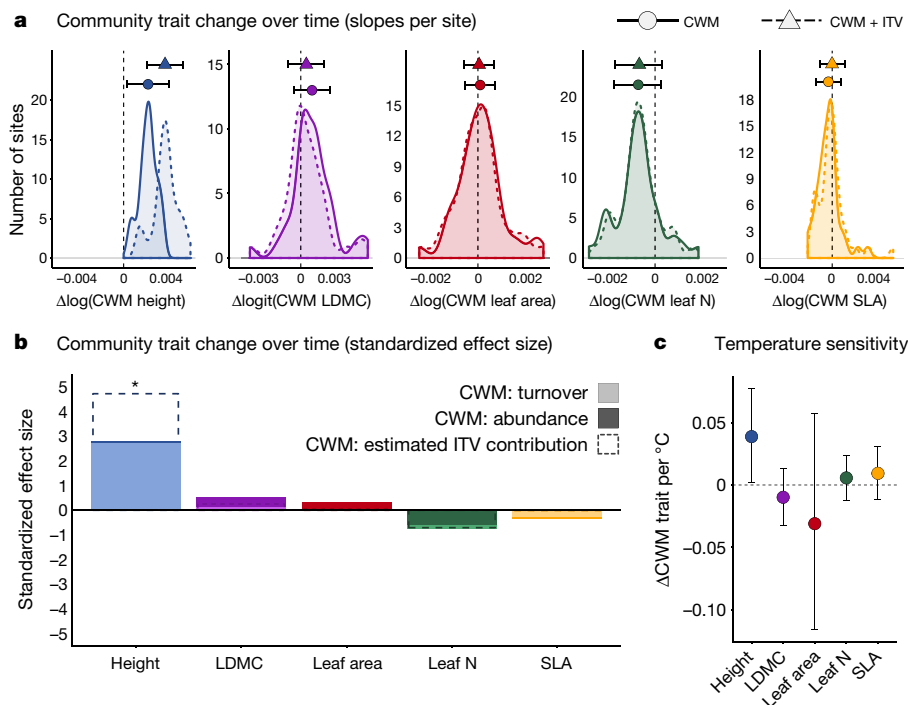 a Community trait change over time (slopes per site) CWM CWM + ITV
Number of sites
20
15
10
5
0
−0.004 0 0.004
Δlog(CWM height)
15
10
5
0
−0.003 0 0.003
Δlogit(CWM LDMC)
15
12
9
6
3
0
−0.002 0 0.002
Δlog(CWM leaf area)
20
15
10
5
0
−0.002 0 0.002
Δlog(CWM leaf N)
18
15
12
9
6
3
0
−0.004 0 0.004
Δlog(CWM SLA)
b Community trait change over time (standardized effect size)
Standardized effect size
5
4
3
2
1
0
−1
−2
−3
−4
−5
*
CWM: turnover
CWM: abundance
CWM: estimated ITV contribution
Height LDMC Leaf area Leaf N SLA
c Temperature sensitivity
ΔCWM trait per °C
0.05
0
−0.05
−0.10
Height LDMC Leaf area Leaf N SLA